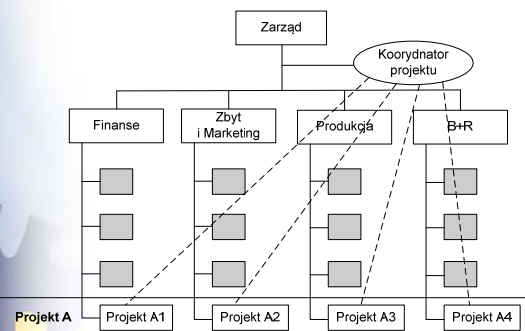 Zarząd
Koordynator
projektu
Finanse
Zbyt
i Marketing
Produkcja
B+R
Projekt A
Projekt A1
Projekt A2
Projekt A3
Projekt A4